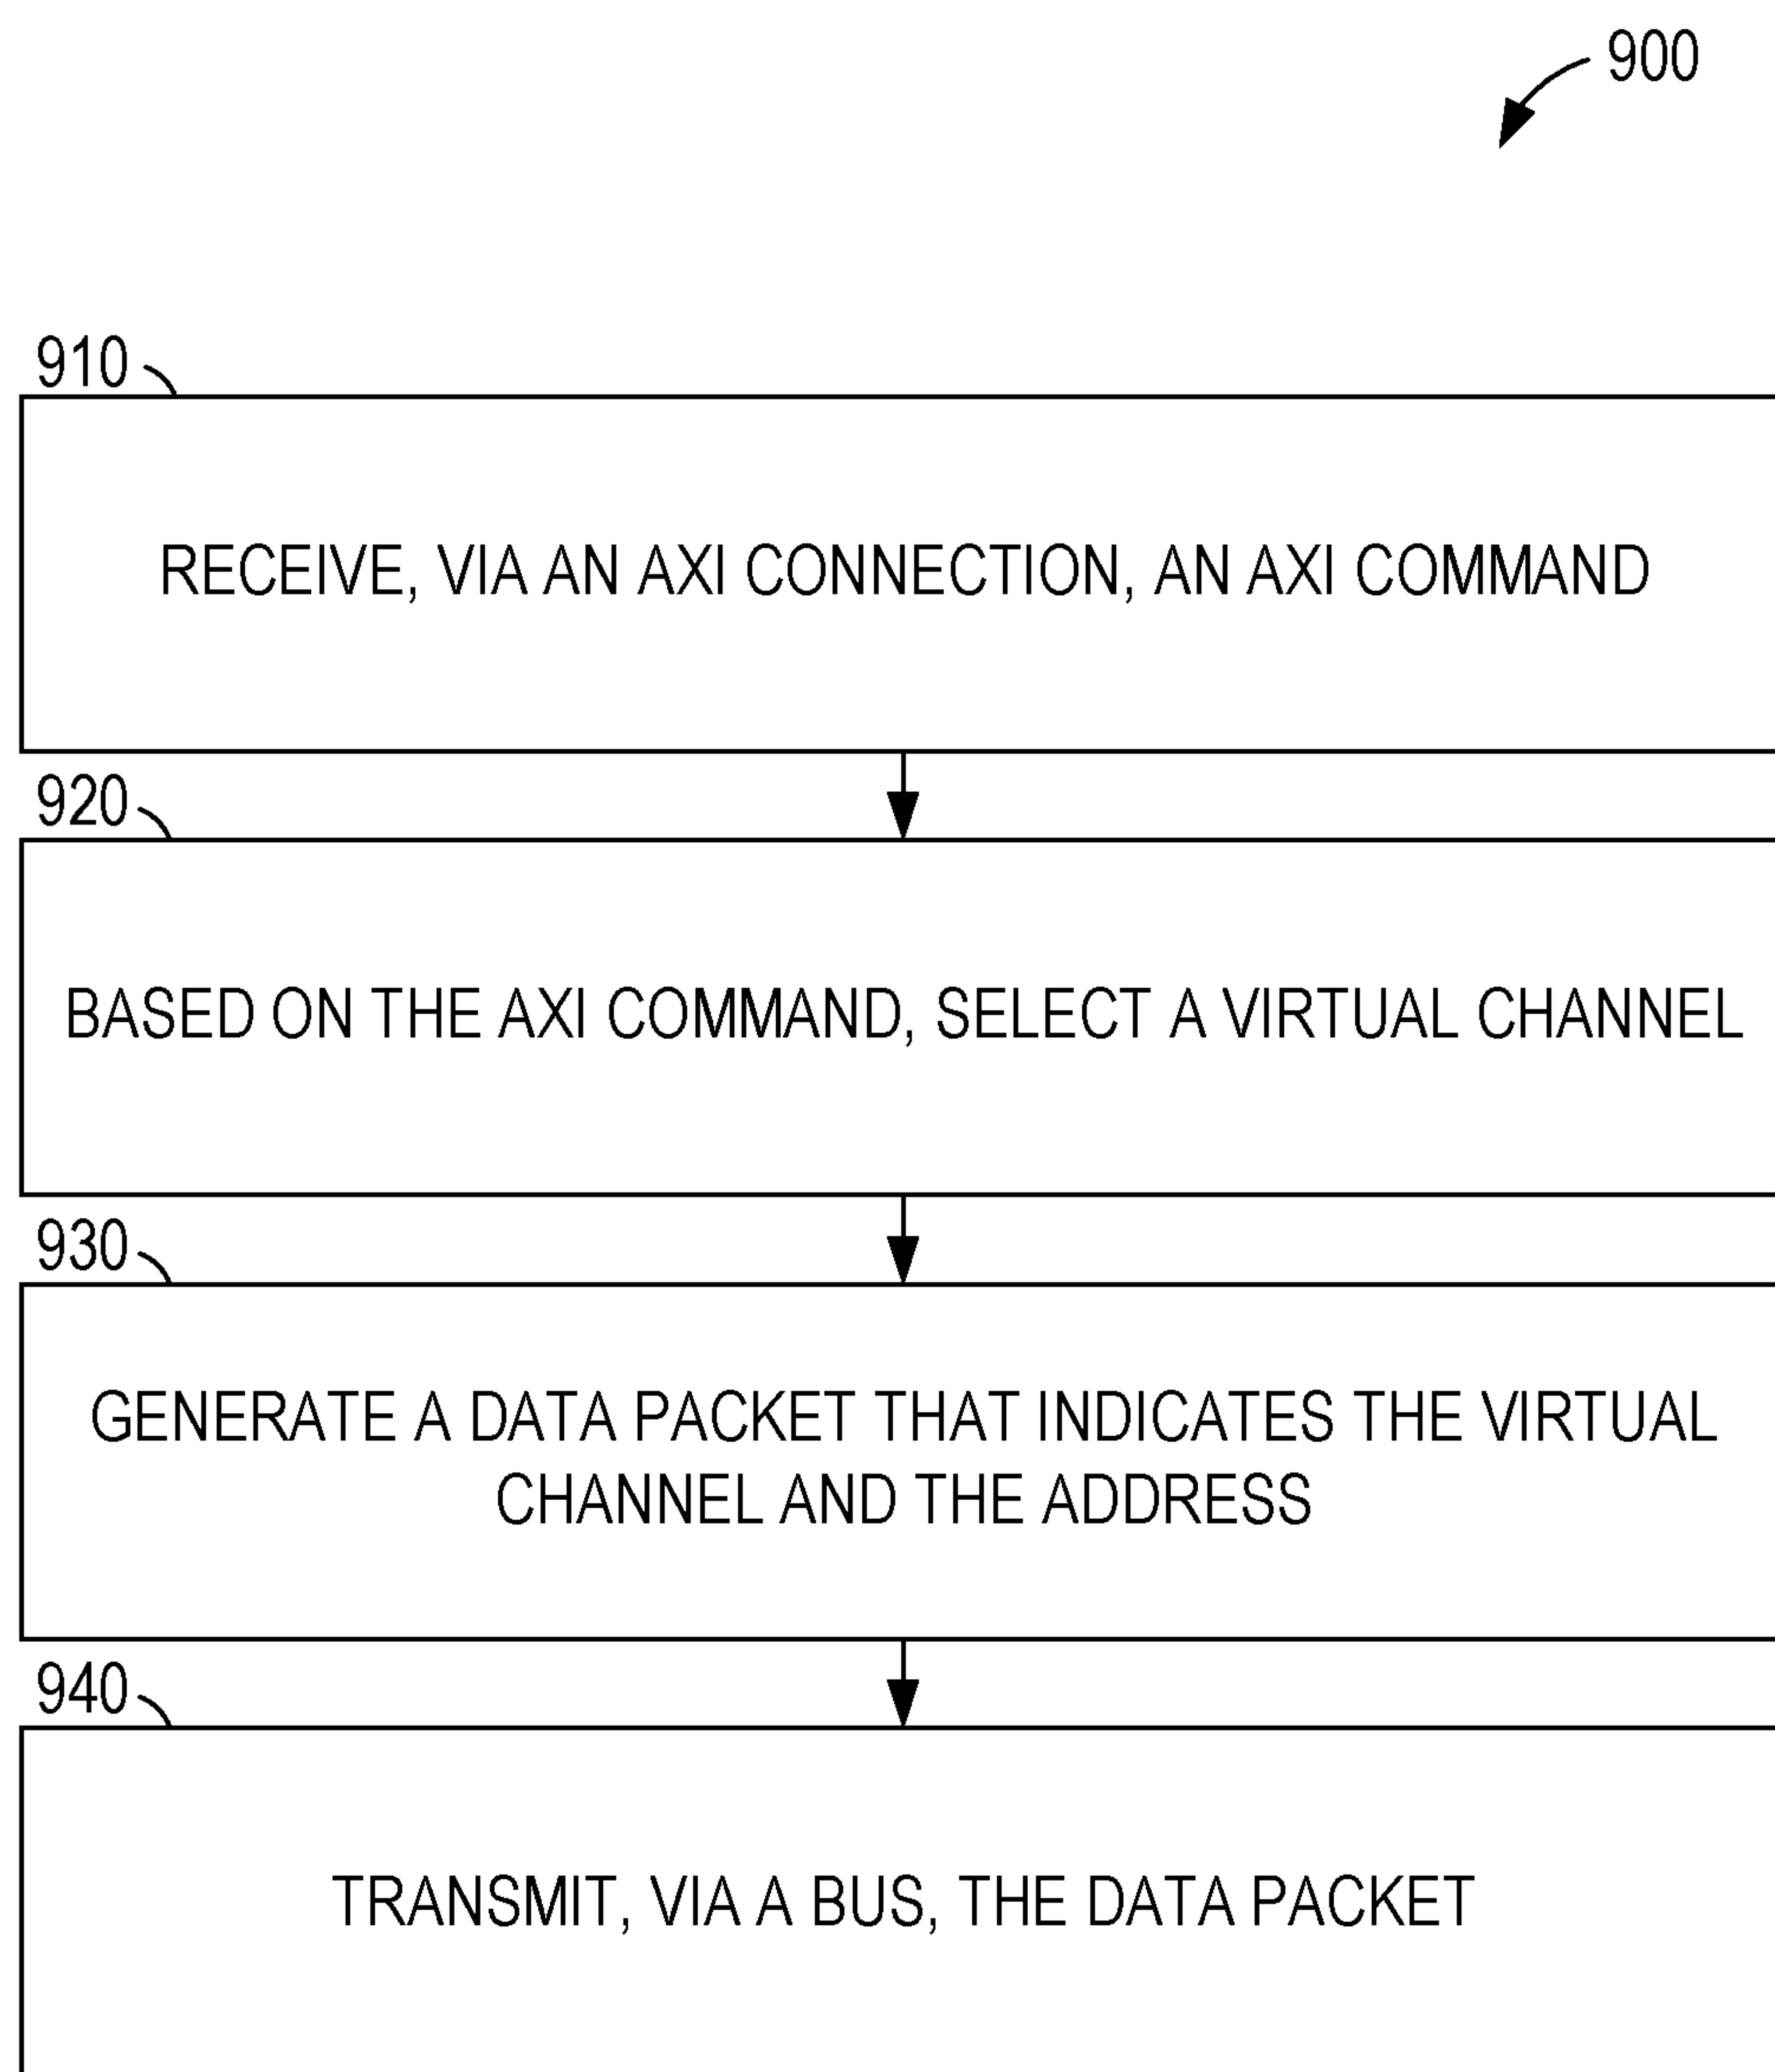 900
910
RECEIVE, VIA AN AXI CONNECTION, AN AXI COMMAND
920
BASED ON THE AXI COMMAND, SELECT A VIRTUAL CHANNEL
930
GENERATE A DATA PACKET THAT INDICATES THE VIRTUAL
CHANNEL AND THE ADDRESS
940
TRANSMIT, VIA A BUS, THE DATA PACKET